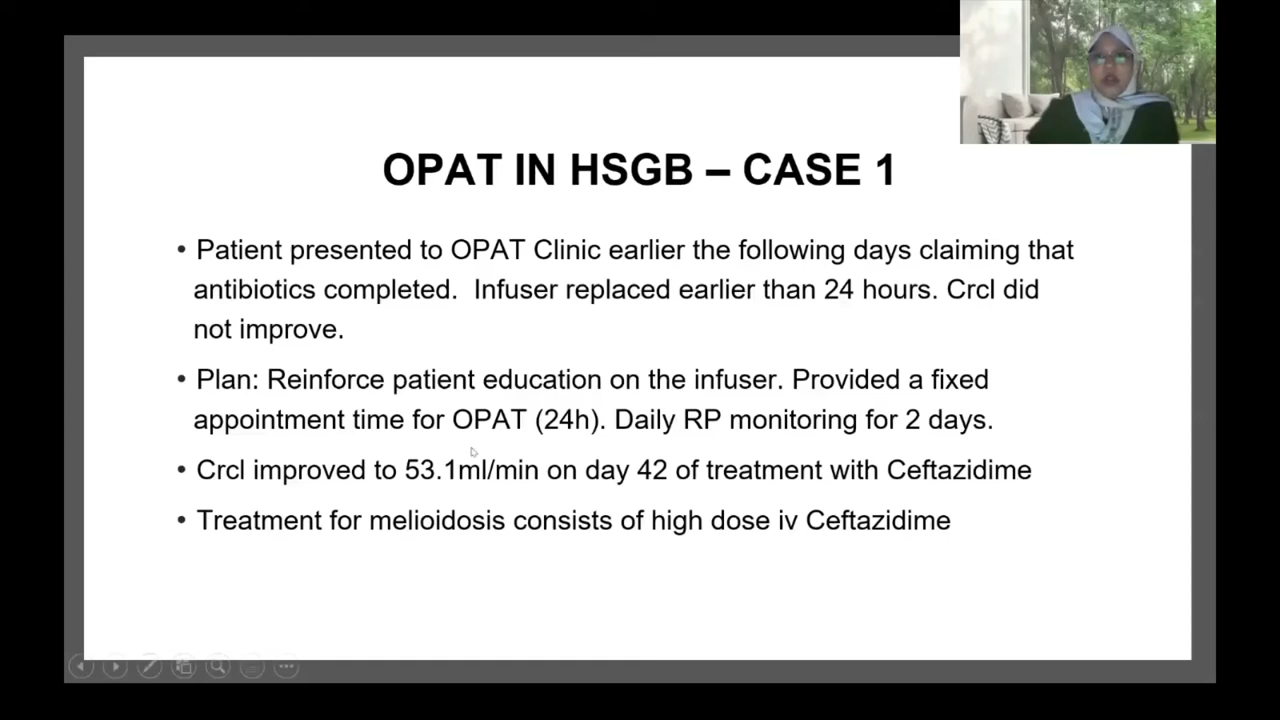 OPAT IN HSGB – CASE 1
• Patient presented to OPAT Clinic earlier the following days claiming that
antibiotics completed.  Infuser replaced earlier than 24 hours. Crcl did
not improve.
• Plan: Reinforce patient education on the infuser. Provided a fixed
appointment time for OPAT (24h). Daily RP monitoring for 2 days.
• Crcl improved to 53.1ml/min on day 42 of treatment with Ceftazidime
• Treatment for melioidosis consists of high dose iv Ceftazidime